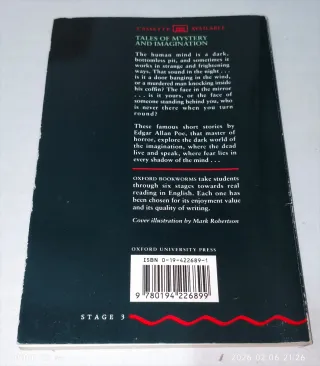 CASSETTE AVAILABLE
TALES OF MYSTERY
AND IMAGINATION
The human mind is a dark,
bottomless pit, and sometimes it
works in strange and frightening
ways. That sound in the night . . .
is it a door banging in the wind,
or a murdered man knocking inside
his coffin? The face in the mirror
. . . is it yours, or the face of
someone standing behind you, who
is never there when you turn
round?
These famous short stories by
Edgar Allan Poe, that master of
horror, explore the dark world of
the imagination, where the dead
live and speak, where fear lies in
every shadow of the mind . . .
OXFORD BOOKWORMS take students
through six stages towards real
reading in English. Each one has
been chosen for its enjoyment value
and its quality of writing.
Cover illustration by Mark Robertson
OXFORD UNIVERSITY PRESS
ISBN 0-19-422689-1
9 780194 226899
STAGE 3
2026 02 06 21:26